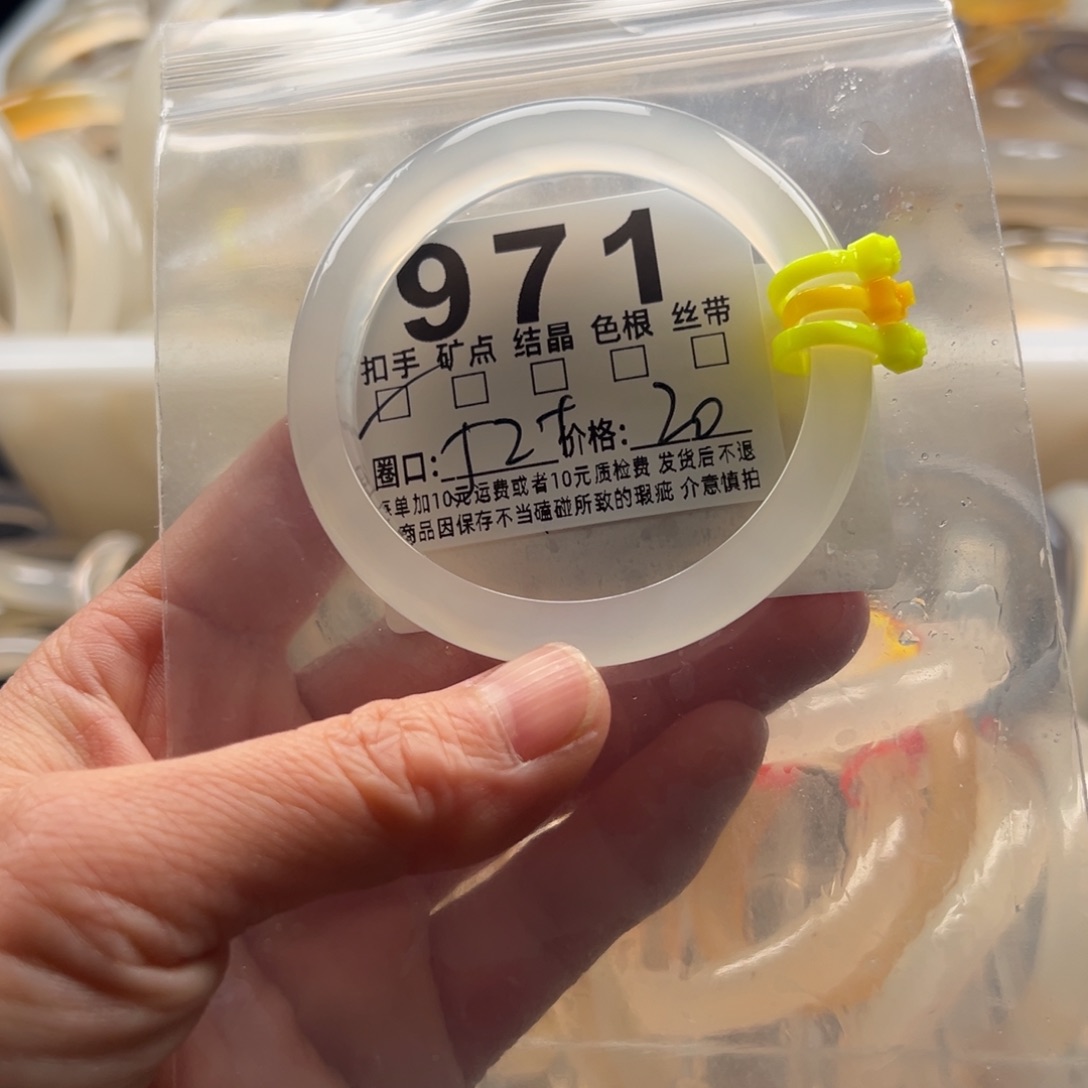 971
扣手 矿点 结晶 色根 丝带
圈口: 52 价格: 20
单加10元运费或者10元质检费 发货后不退
商品因保存不当磕碰所致的瑕疵 介意慎拍